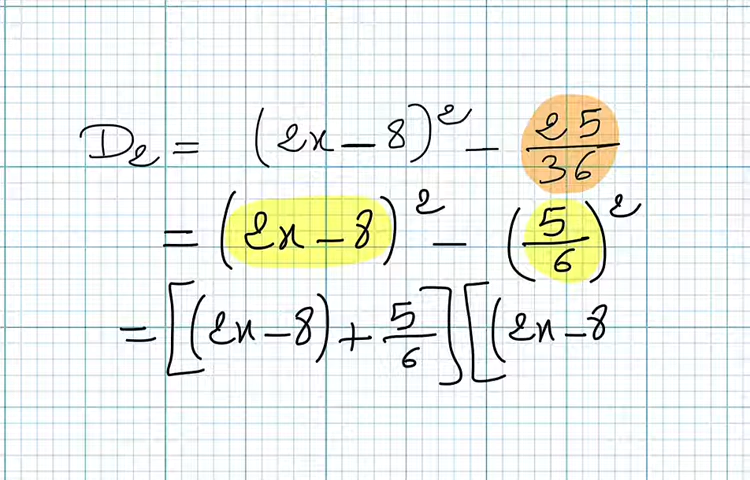 D₂ = (2x − 8)² − 25/36
= (2x − 8)² − (5/6)²
= [(2x − 8) + 5/6] [(2x − 8